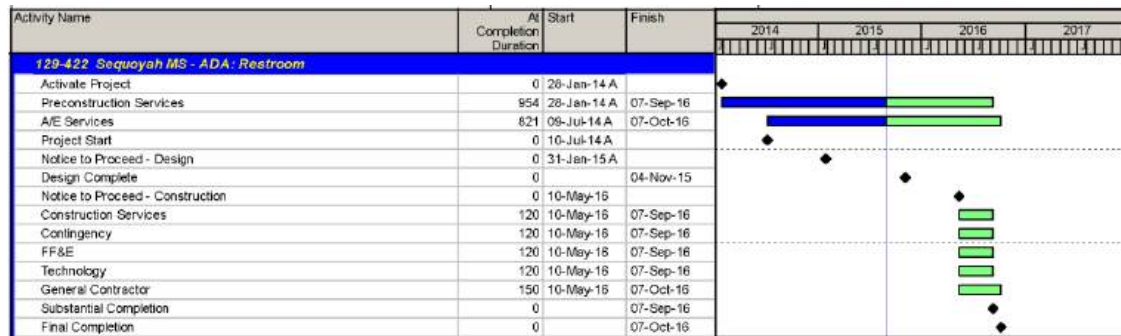 Activity Name At Completion Duration Start Finish
2014 2015 2016 2017
J J J J
129-422 Sequoyah MS - ADA: Restroom
Activate Project 0 28-Jan-14 A
Preconstruction Services 954 28-Jan-14 A 07-Sep-16
A/E Services 821 09-Jul-14 A 07-Oct-16
Project Start 0 10-Jul-14 A
Notice to Proceed - Design 0 31-Jan-15 A
Design Complete 0 04-Nov-15
Notice to Proceed - Construction 0 10-May-16
Construction Services 120 10-May-16 07-Sep-16
Contingency 120 10-May-16 07-Sep-16
FF&E 120 10-May-16 07-Sep-16
Technology 120 10-May-16 07-Sep-16
General Contractor 150 10-May-16 07-Oct-16
Substantial Completion 0 07-Sep-16
Final Completion 0 07-Oct-16